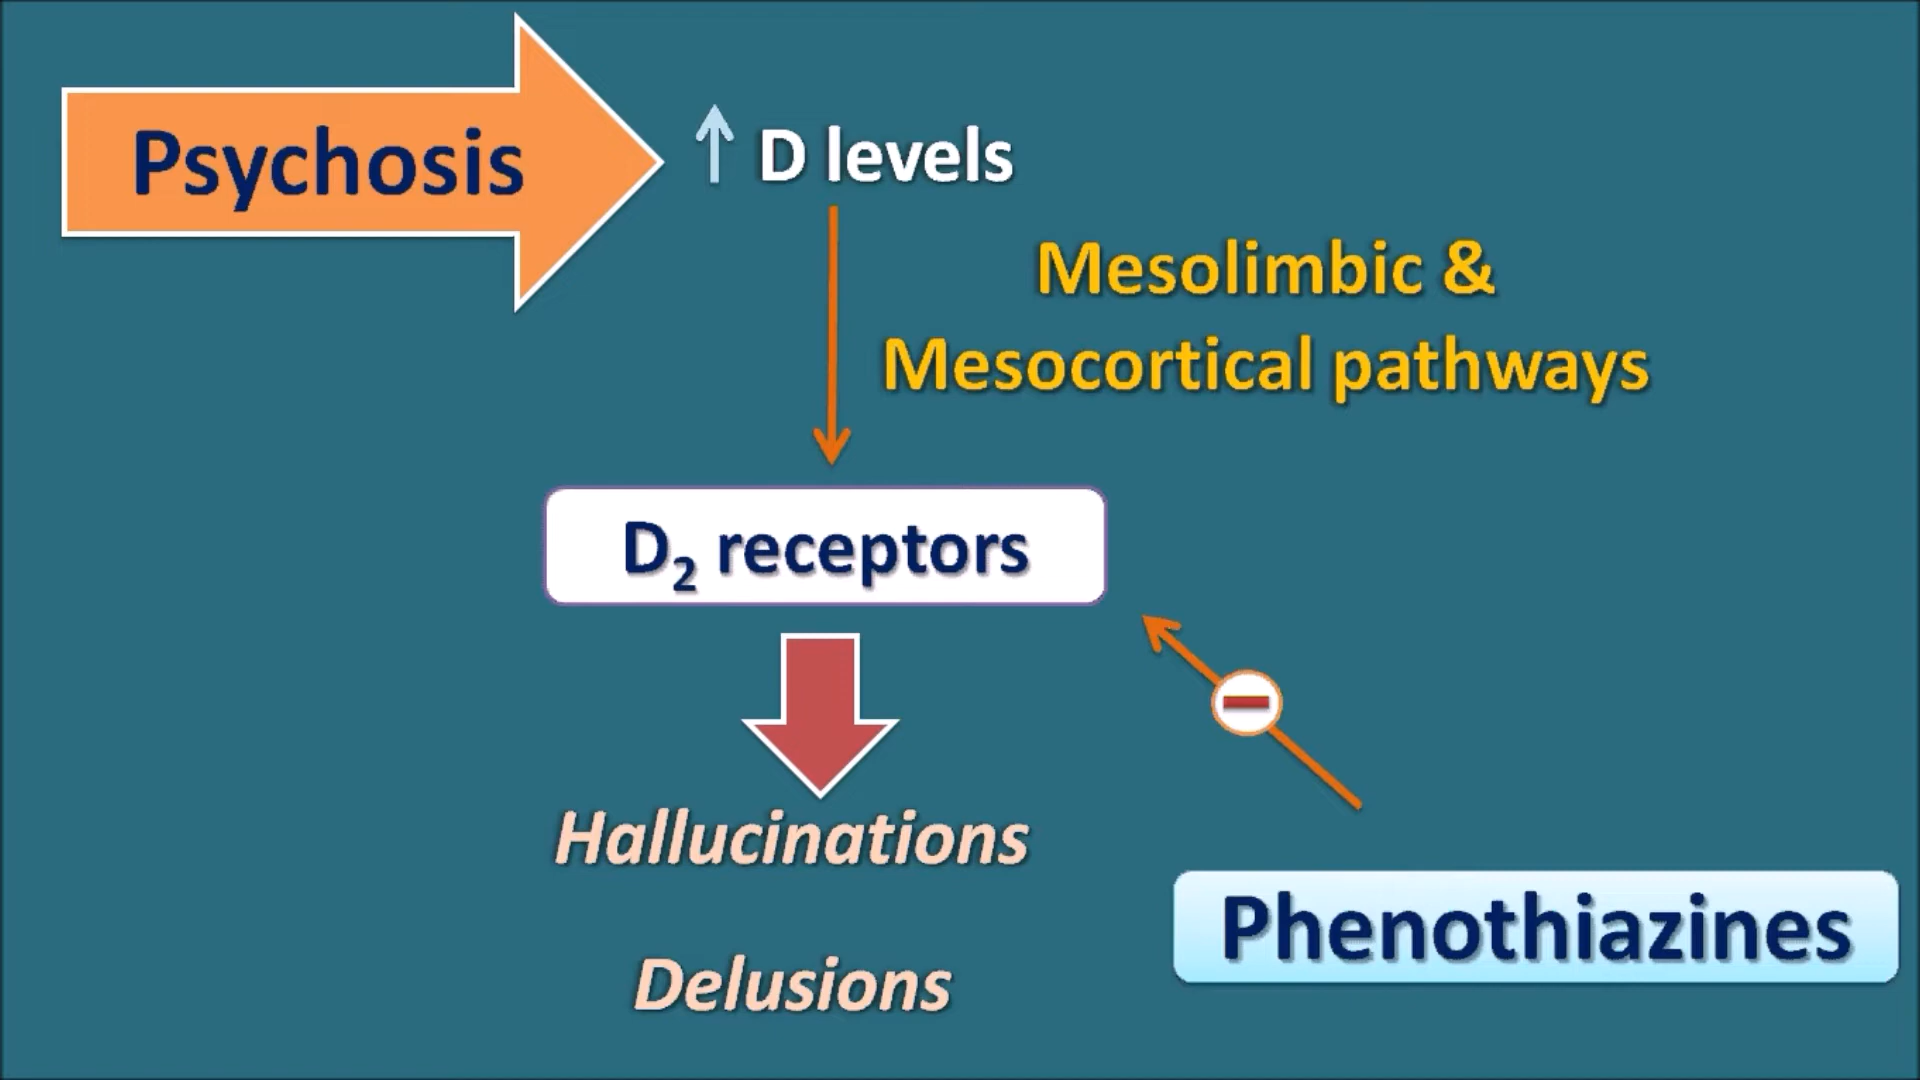 Psychosis
↑ D levels
Mesolimbic &
Mesocortical pathways
D₂ receptors
Hallucinations
Phenothiazines
Delusions